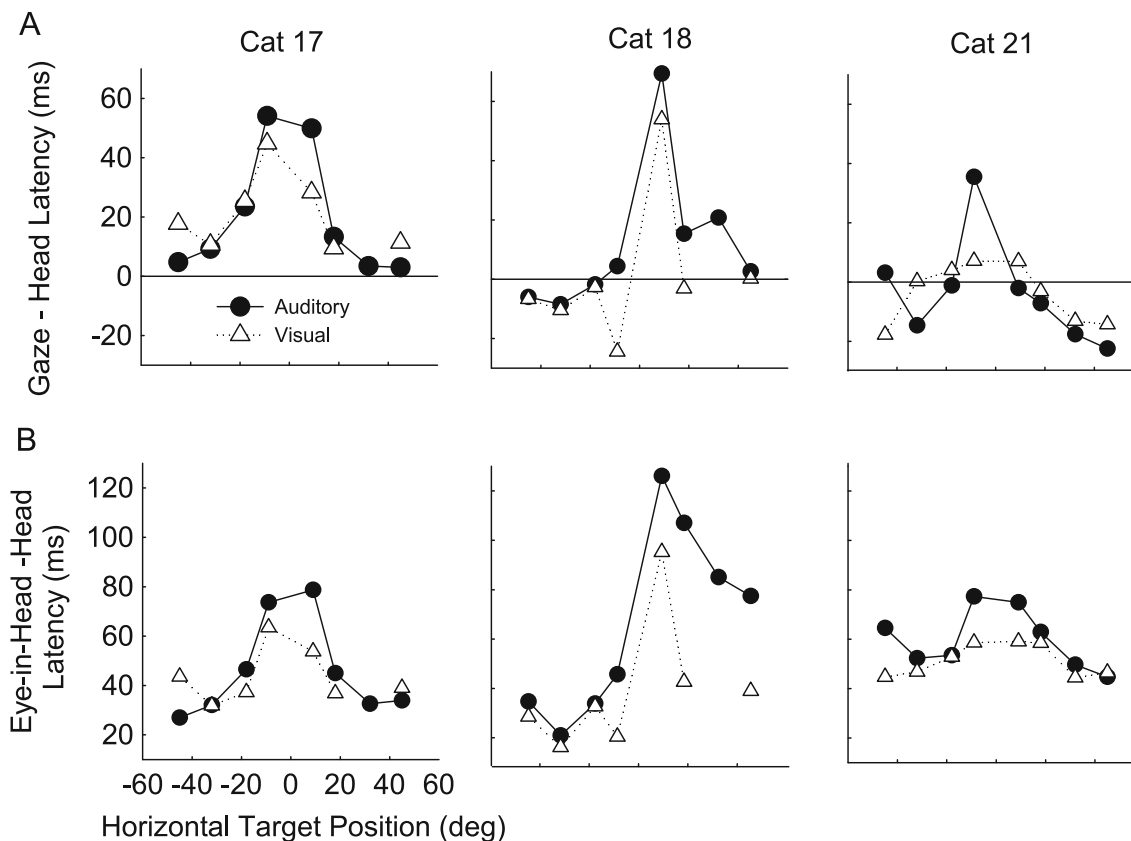 A
Cat 17
Cat 18
Cat 21
Gaze - Head Latency (ms)
60
40
20
0
-20
Auditory
Visual
B
Eye-in-Head -Head
Latency (ms)
120
100
80
60
40
20
-60 -40 -20 0 20 40 60
Horizontal Target Position (deg)